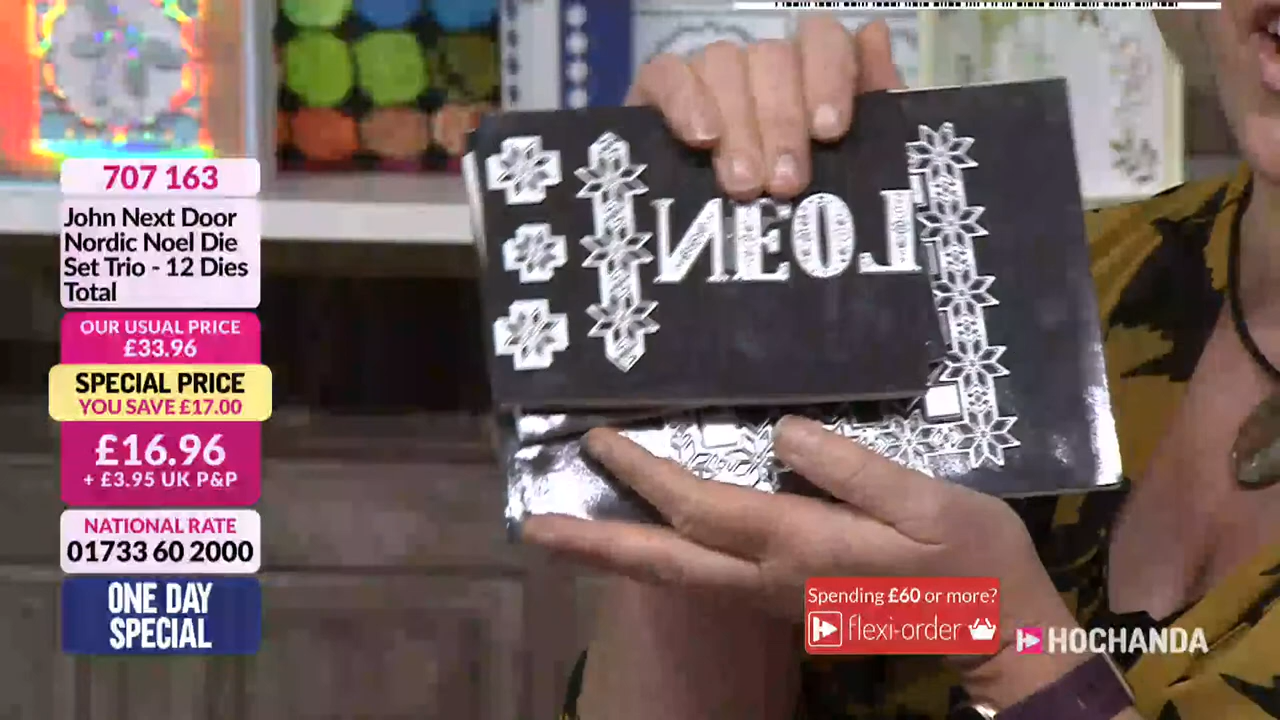 707 163
John Next Door
Nordic Noel Die
Set Trio - 12 Dies
Total
OUR USUAL PRICE
£33.96
SPECIAL PRICE
YOU SAVE £17.00
£16.96
+ £3.95 UK P&P
NATIONAL RATE
01733 60 2000
ONE DAY
SPECIAL
NEOL
Spending £60 or more?
flexi-order
HOCHANDA